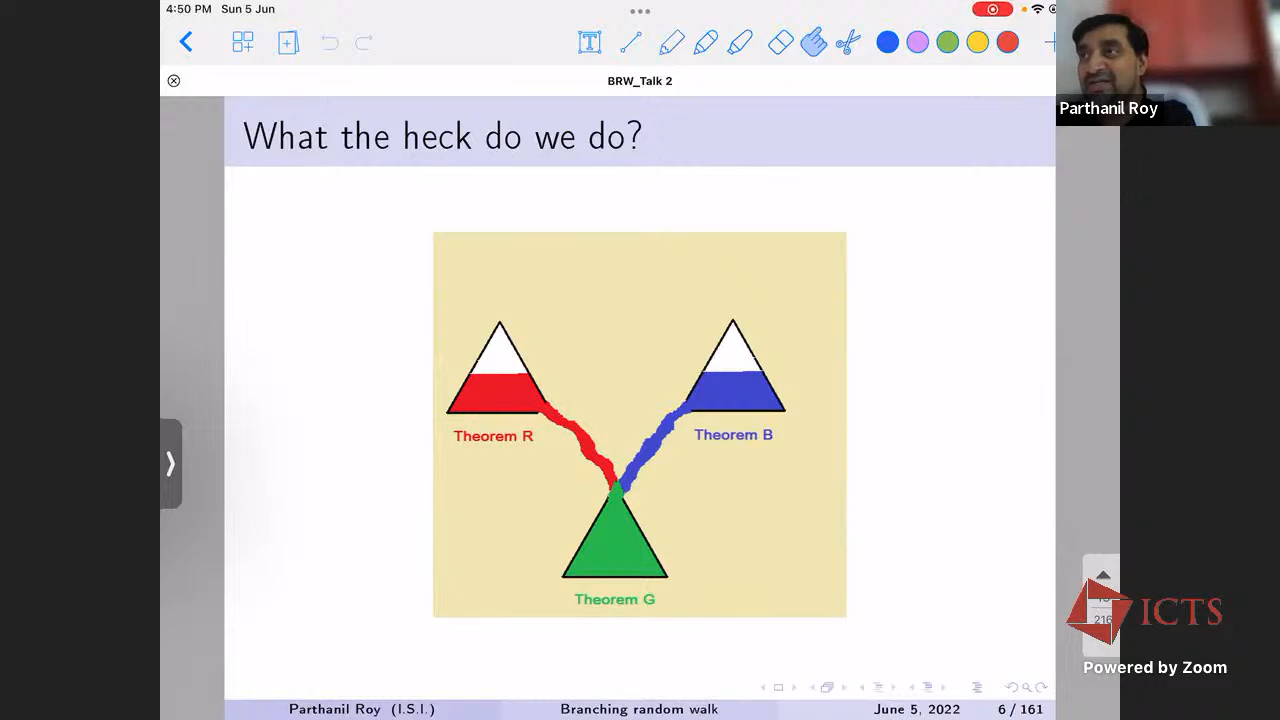 4:50 PM Sun 5 Jun
BRW_Talk 2
Parthanil Roy
What the heck do we do?
Theorem R
Theorem B
Theorem G
216
ICTS
Powered by Zoom
Parthanil Roy (I.S.I.)
Branching random walk
June 5, 2022
6 / 161